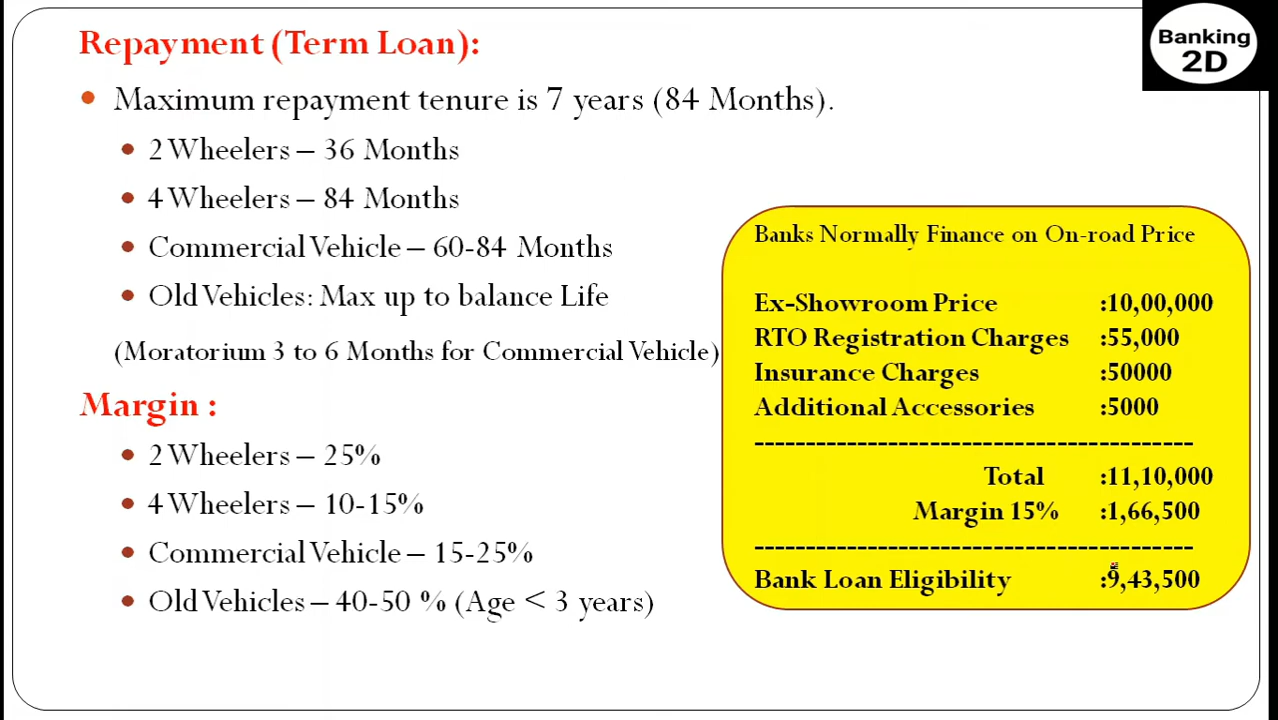 Repayment (Term Loan):
Maximum repayment tenure is 7 years (84 Months).
2 Wheelers – 36 Months
4 Wheelers – 84 Months
Commercial Vehicle – 60-84 Months
Old Vehicles: Max up to balance Life
(Moratorium 3 to 6 Months for Commercial Vehicle)
Margin :
2 Wheelers – 25%
4 Wheelers – 10-15%
Commercial Vehicle – 15-25%
Old Vehicles – 40-50 % (Age < 3 years)
Banking
2D
Banks Normally Finance on On-road Price
Ex-Showroom Price :10,00,000
RTO Registration Charges :55,000
Insurance Charges :50000
Additional Accessories :5000
-------------------------------------------
Total :11,10,000
Margin 15% :1,66,500
-------------------------------------------
Bank Loan Eligibility :9,43,500